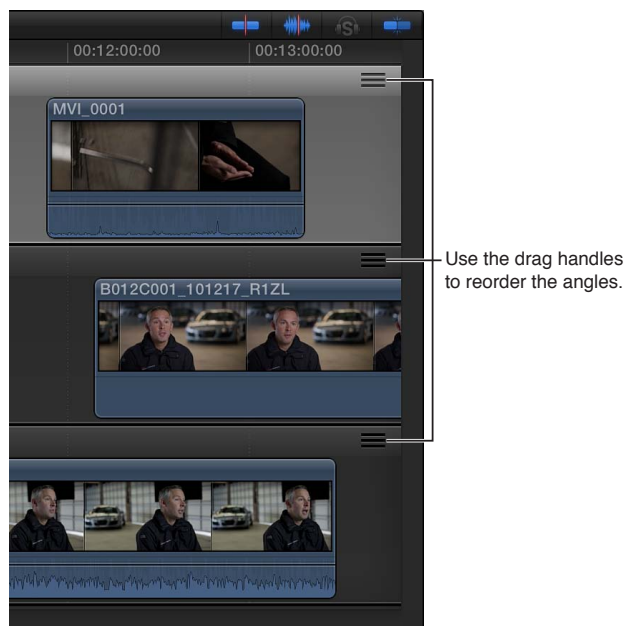 S
00:12:00:00
00:13:00:00
MVI_0001
Use the drag handles
to reorder the angles.
B012C001_101217_R1ZL